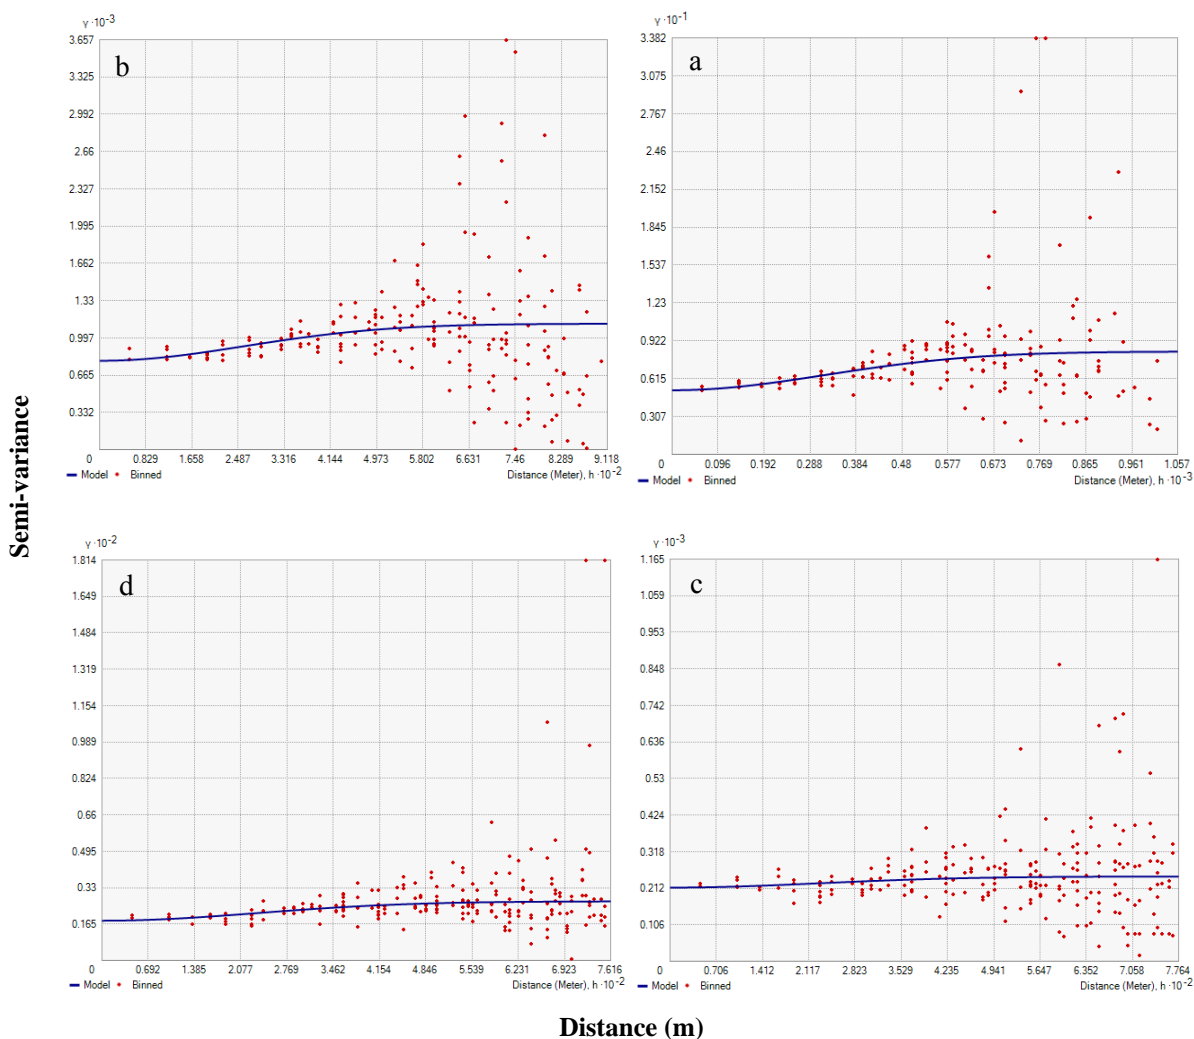 γ ·10⁻³
3.657
3.325
2.992
2.66
2.327
1.995
1.662
1.33
0.997
0.665
0.332
b
0 0.829 1.658 2.487 3.316 4.144 4.973 5.802 6.631 7.46 8.289 9.118
Distance (Meter), h ·10⁻²
Model Binned
γ ·10⁻¹
3.382
3.075
2.767
2.46
2.152
1.845
1.537
1.23
0.922
0.615
0.307
a
0 0.096 0.192 0.288 0.384 0.48 0.577 0.673 0.769 0.865 0.961 1.057
Distance (Meter), h ·10⁻³
Model Binned
Semi-variance
γ ·10⁻²
1.814
1.649
1.484
1.319
1.154
0.989
0.824
0.66
0.495
0.33
0.165
d
0 0.692 1.385 2.077 2.769 3.462 4.154 4.846 5.539 6.231 6.923 7.616
Distance (Meter), h ·10⁻²
Model Binned
γ ·10⁻³
1.165
1.059
0.953
0.848
0.742
0.636
0.53
0.424
0.318
0.212
0.106
c
0 0.706 1.412 2.117 2.823 3.529 4.235 4.941 5.647 6.352 7.058 7.764
Distance (Meter), h ·10⁻²
Model Binned
Distance (m)